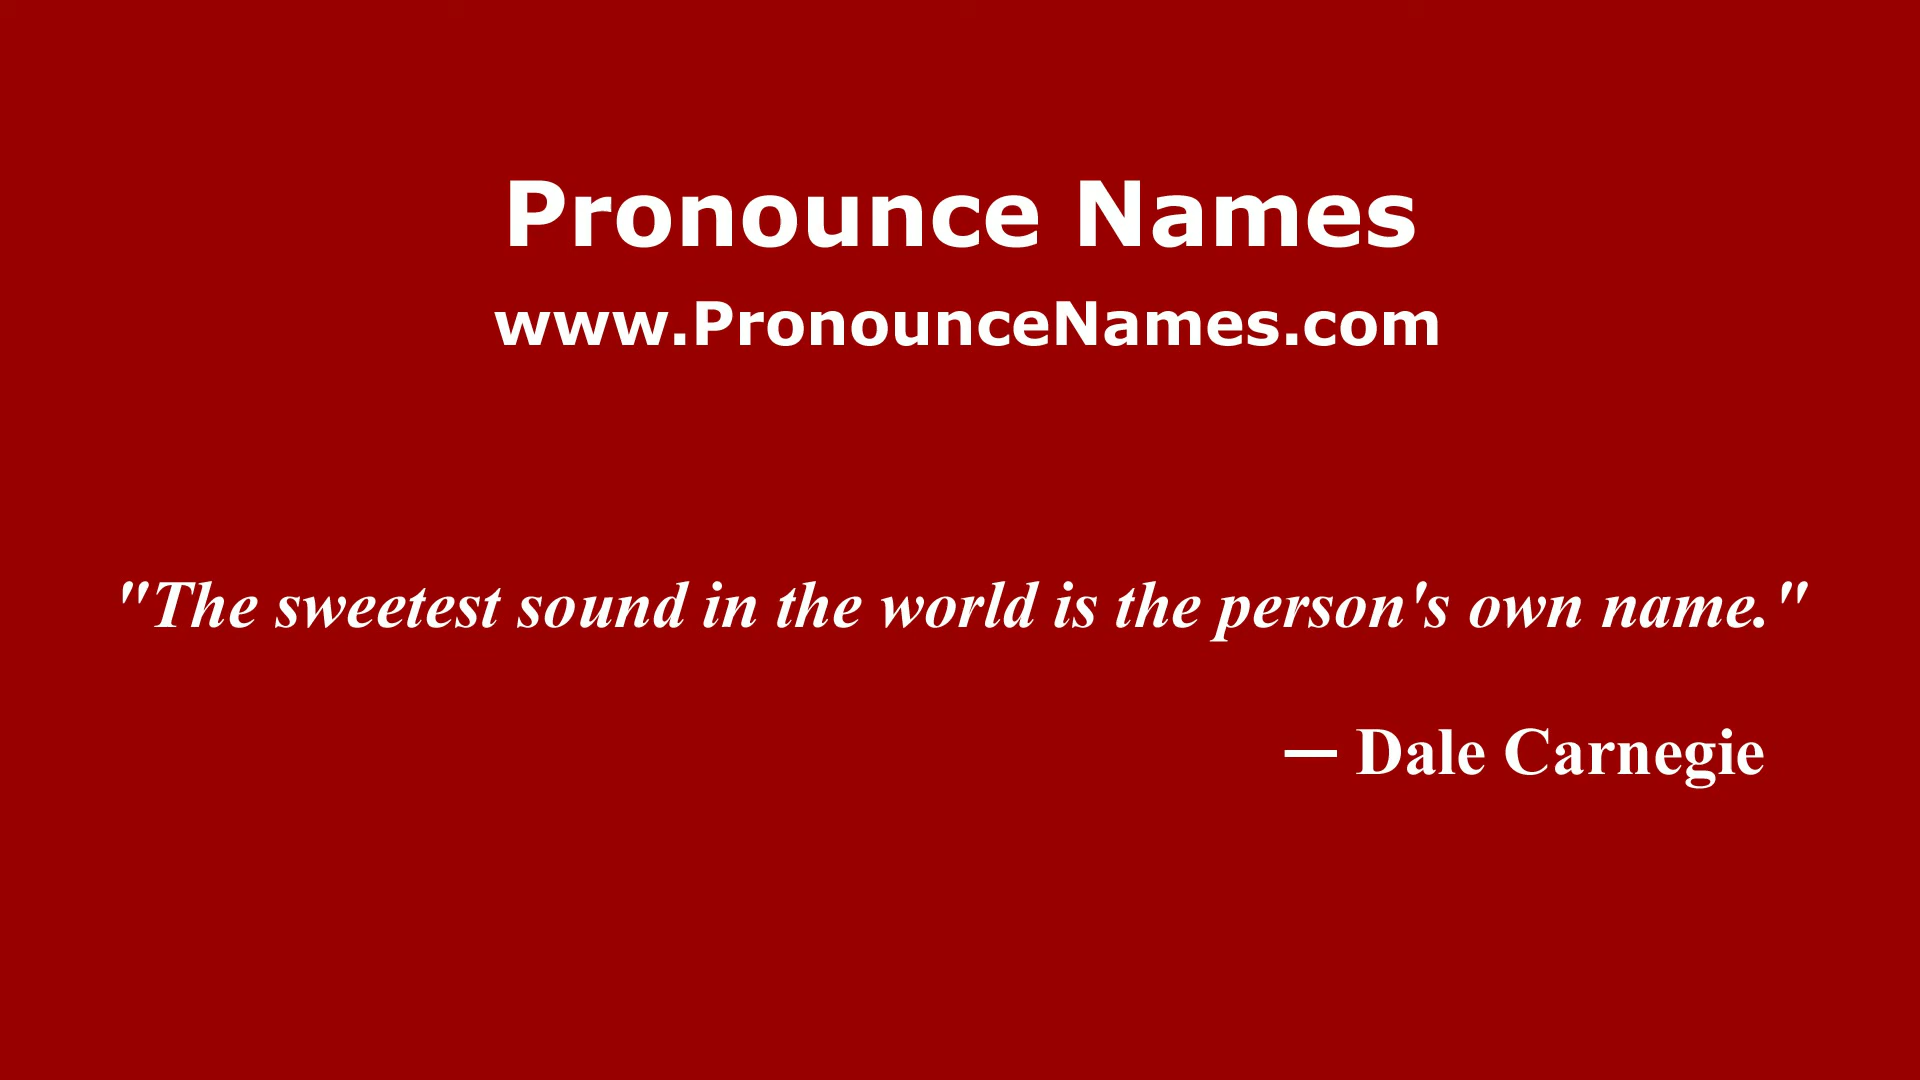 Pronounce Names
www.PronounceNames.com
"The sweetest sound in the world is the person's own name."
— Dale Carnegie